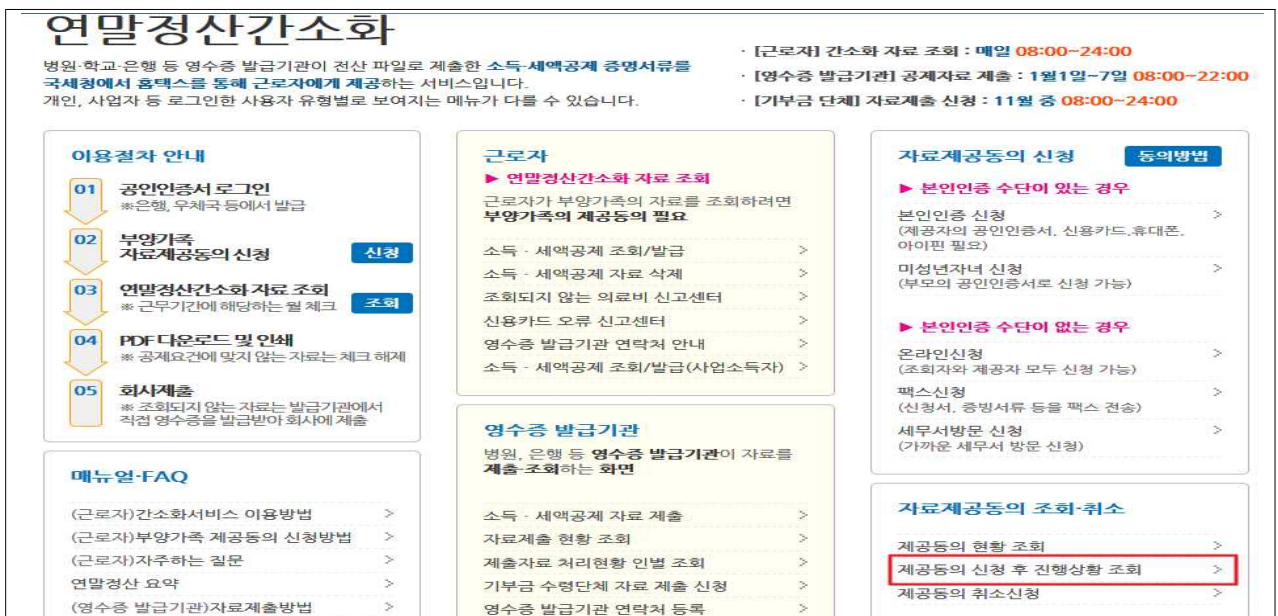 연말정산간소화
병원·학교·은행 등 영수증 발급기관이 전산 파일로 제출한 소득·세액공제 증명서류를
국세청에서 홈택스를 통해 근로자에게 제공하는 서비스입니다.
개인, 사업자 등 로그인한 사용자 유형별로 보여지는 메뉴가 다를 수 있습니다.
· [근로자] 간소화 자료 조회 : 매일 08:00~24:00
· [영수증 발급기관] 공제자료 제출 : 1월1일~7일 08:00~22:00
· [기부금 단체] 자료제출 신청 : 11월 중 08:00~24:00
이용절차 안내
01 공인인증서 로그인
※은행, 우체국 등에서 발급
02 부양가족
자료제공동의 신청 신청
03 연말정산간소화 자료 조회
※ 근무기간에 해당하는 월 체크 조회
04 PDF 다운로드 및 인쇄
※ 공제요건에 맞지 않는 자료는 체크 해제
05 회사제출
※ 조회되지 않는 자료는 발급기관에서
직접 영수증을 발급받아 회사에 제출
매뉴얼·FAQ
(근로자)간소화서비스 이용방법 >
(근로자)부양가족 제공동의 신청방법 >
(근로자)자주하는 질문 >
연말정산 요약 >
(영수증 발급기관)자료제출방법 >
근로자
▶ 연말정산간소화 자료 조회
근로자가 부양가족의 자료를 조회하려면
부양가족의 제공동의 필요
소득 · 세액공제 조회/발급 >
소득 · 세액공제 자료 삭제 >
조회되지 않는 의료비 신고센터 >
신용카드 오류 신고센터 >
영수증 발급기관 연락처 안내 >
소득 · 세액공제 조회/발급(사업소득자) >
영수증 발급기관
병원, 은행 등 영수증 발급기관이 자료를
제출·조회하는 화면
소득 · 세액공제 자료 제출 >
자료제출 현황 조회 >
제출자료 처리현황 인별 조회 >
기부금 수령단체 자료 제출 신청 >
영수증 발급기관 연락처 등록 >
자료제공동의 신청 동의방법
▶ 본인인증 수단이 있는 경우
본인인증 신청 >
(제공자의 공인인증서, 신용카드,휴대폰,
아이핀 필요)
미성년자녀 신청 >
(부모의 공인인증서로 신청 가능)
▶ 본인인증 수단이 없는 경우
온라인신청 >
(조회자와 제공자 모두 신청 가능)
팩스신청 >
(신청서, 증빙서류 등을 팩스 전송)
세무서방문 신청 >
(가까운 세무서 방문 신청)
자료제공동의 조회·취소
제공동의 현황 조회 >
제공동의 신청 후 진행상황 조회 >
제공동의 취소신청 >